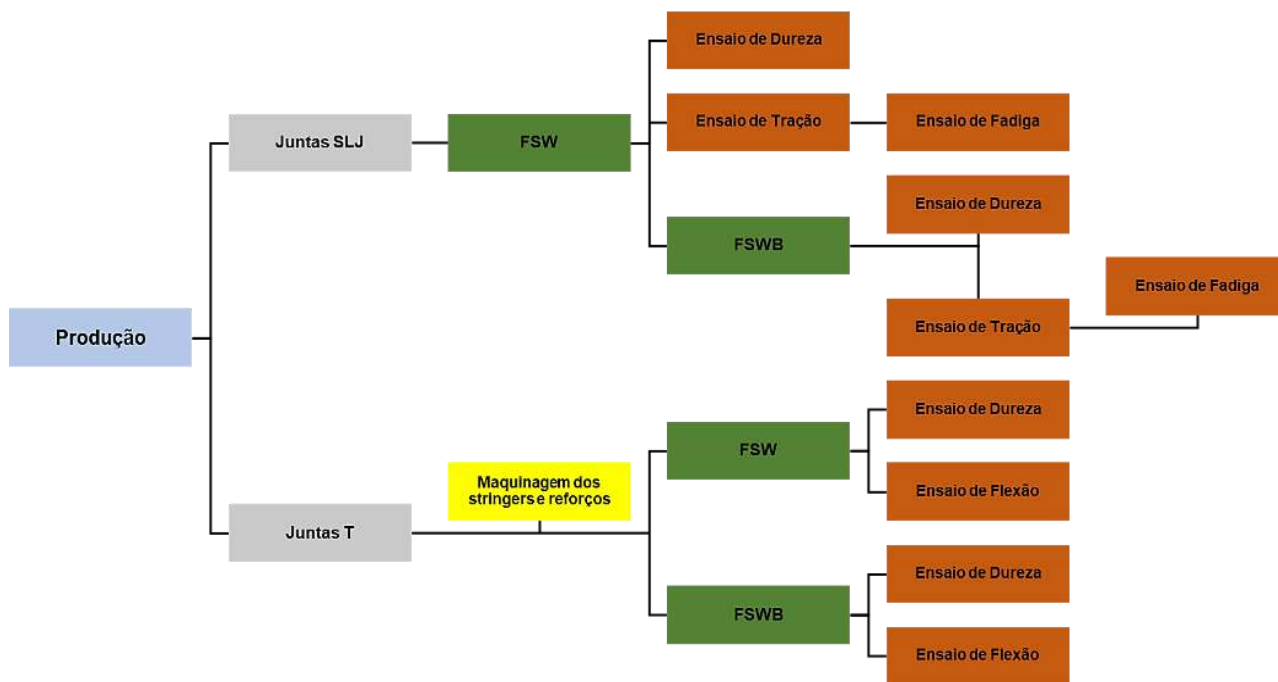 Ensaio de Dureza
Ensaio de Tração
Ensaio de Fadiga
Juntas SLJ
FSW
Ensaio de Dureza
FSWB
Ensaio de Fadiga
Produção
Ensaio de Tração
Ensaio de Dureza
FSW
Maquinagem dos
stringers e reforços
Ensaio de Flexão
Juntas T
Ensaio de Dureza
FSWB
Ensaio de Flexão